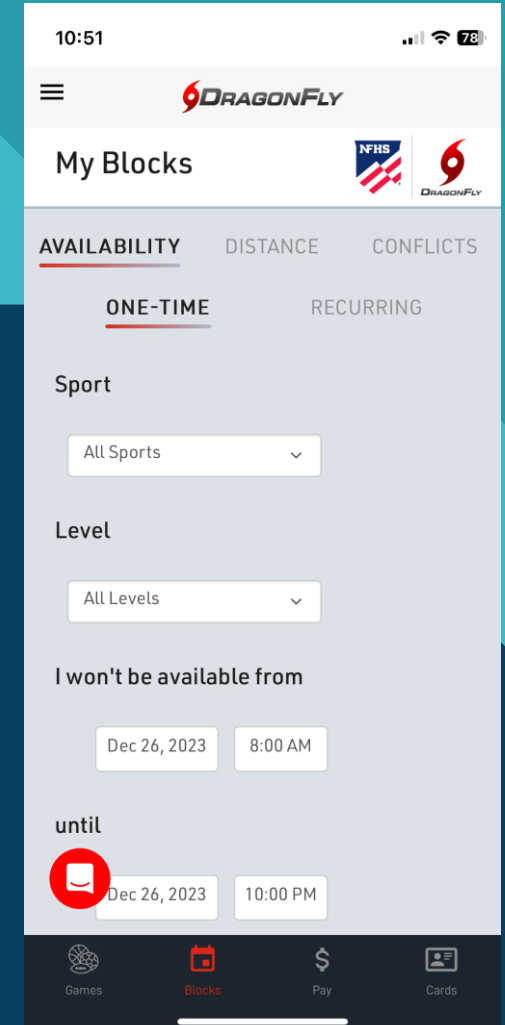 10:51
78
DRAGONFLY
My Blocks
NFHS
DRAGONFLY
AVAILABILITY DISTANCE CONFLICTS
ONE-TIME RECURRING
Sport
All Sports
Level
All Levels
I won't be available from
Dec 26, 2023 8:00 AM
until
Dec 26, 2023 10:00 PM
Games Blocks Pay Cards